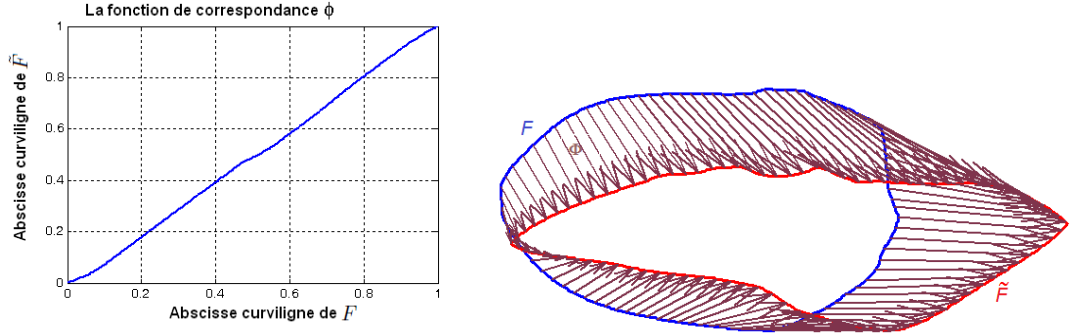 La fonction de correspondance ϕ
1
0.8
0.6
0.4
0.2
0
0 0.2 0.4 0.6 0.8 1
Abscisse curviligne de F̃
Abscisse curviligne de F
F
Φ
F̃